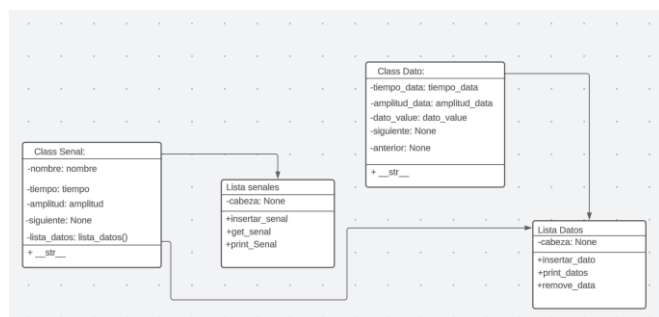 Class Dato:
-tiempo_data: tiempo_data
-amplitud_data: amplitud_data
-dato_value: dato_value
-siguiente: None
-anterior: None
+ __str__
Class Senal:
-nombre: nombre
-tiempo: tiempo
-amplitud: amplitud
-siguiente: None
-lista_datos: lista_datos()
+ __str__
Lista senales
-cabeza: None
+insertar_senal
+get_senal
+print_Senal
Lista Datos
-cabeza: None
+insertar_dato
+print_datos
+remove_data